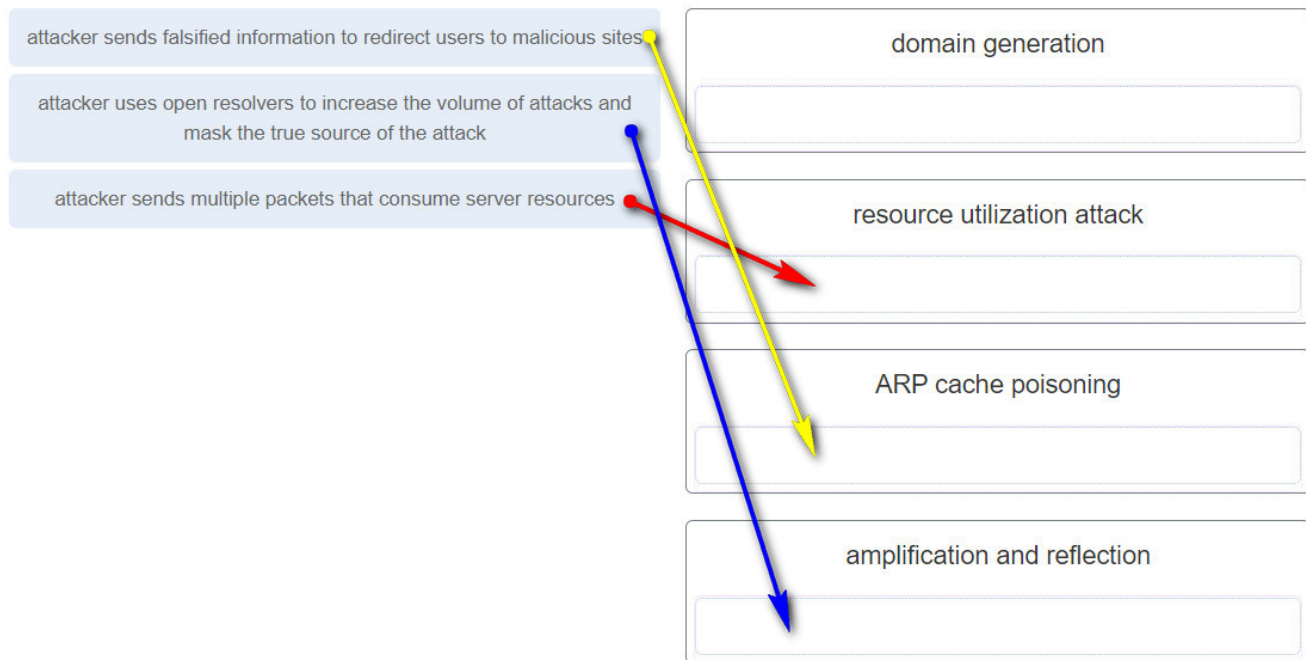 attacker sends falsified information to redirect users to malicious sites
attacker uses open resolvers to increase the volume of attacks and
mask the true source of the attack
attacker sends multiple packets that consume server resources
domain generation
resource utilization attack
ARP cache poisoning
amplification and reflection